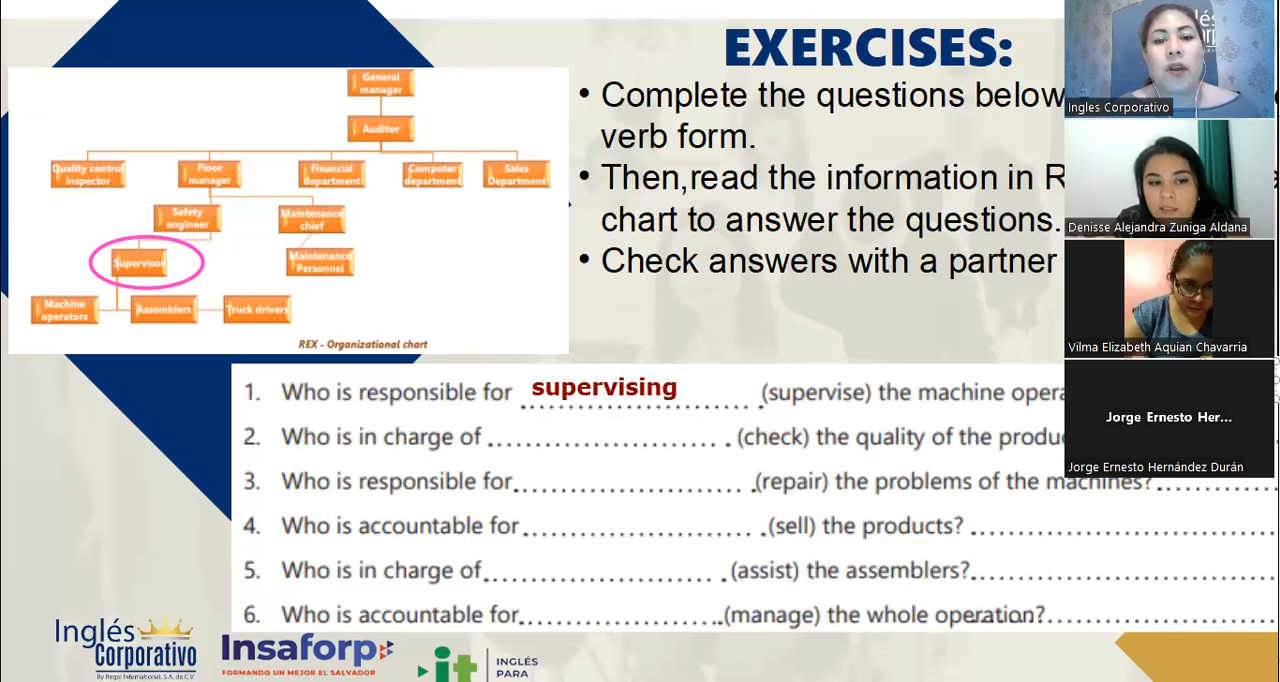 EXERCISES:
• Complete the questions below
verb form.
• Then,read the information in R
chart to answer the questions.
• Check answers with a partner
General
manager
Auditor
Quality control
inspector
Floor
manager
Financial
department
Computer
department
Sales
Department
Safety
engineer
Maintenance
chief
Supervisor
Maintenance
Personnel
Machine
operators
Assemblers
Truck drivers
REX - Organizational chart
1. Who is responsible for supervising (supervise) the machine opera
2. Who is in charge of (check) the quality of the produ
3. Who is responsible for (repair) the problems of the machines?
4. Who is accountable for (sell) the products?
5. Who is in charge of (assist) the assemblers?
6. Who is accountable for (manage) the whole operation?
Ingles Corporativo
Denisse Alejandra Zuniga Aldana
Vilma Elizabeth Aquian Chavarria
Jorge Ernesto Her...
Jorge Ernesto Hernández Durán
Inglés
Corporativo
By Regal International, S.A. de C.V.
Insaforp
FORMANDO UN MEJOR EL SALVADOR
it
INGLÉS
PARA